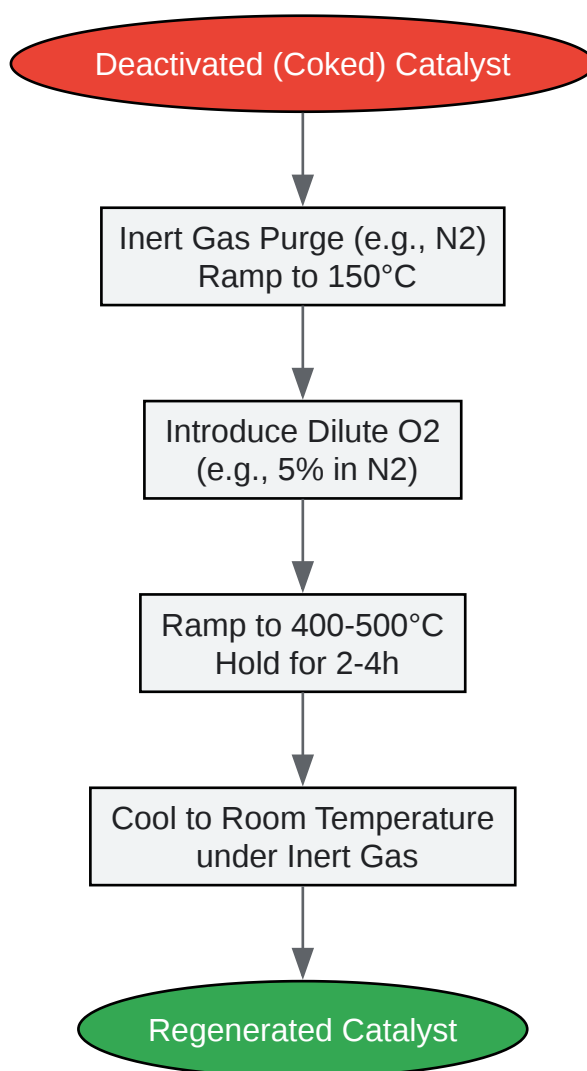 Deactivated (Coked) Catalyst
Inert Gas Purge (e.g., N2)
Ramp to 150°C
Introduce Dilute O2
(e.g., 5% in N2)
Ramp to 400-500°C
Hold for 2-4h
Cool to Room Temperature
under Inert Gas
Regenerated Catalyst